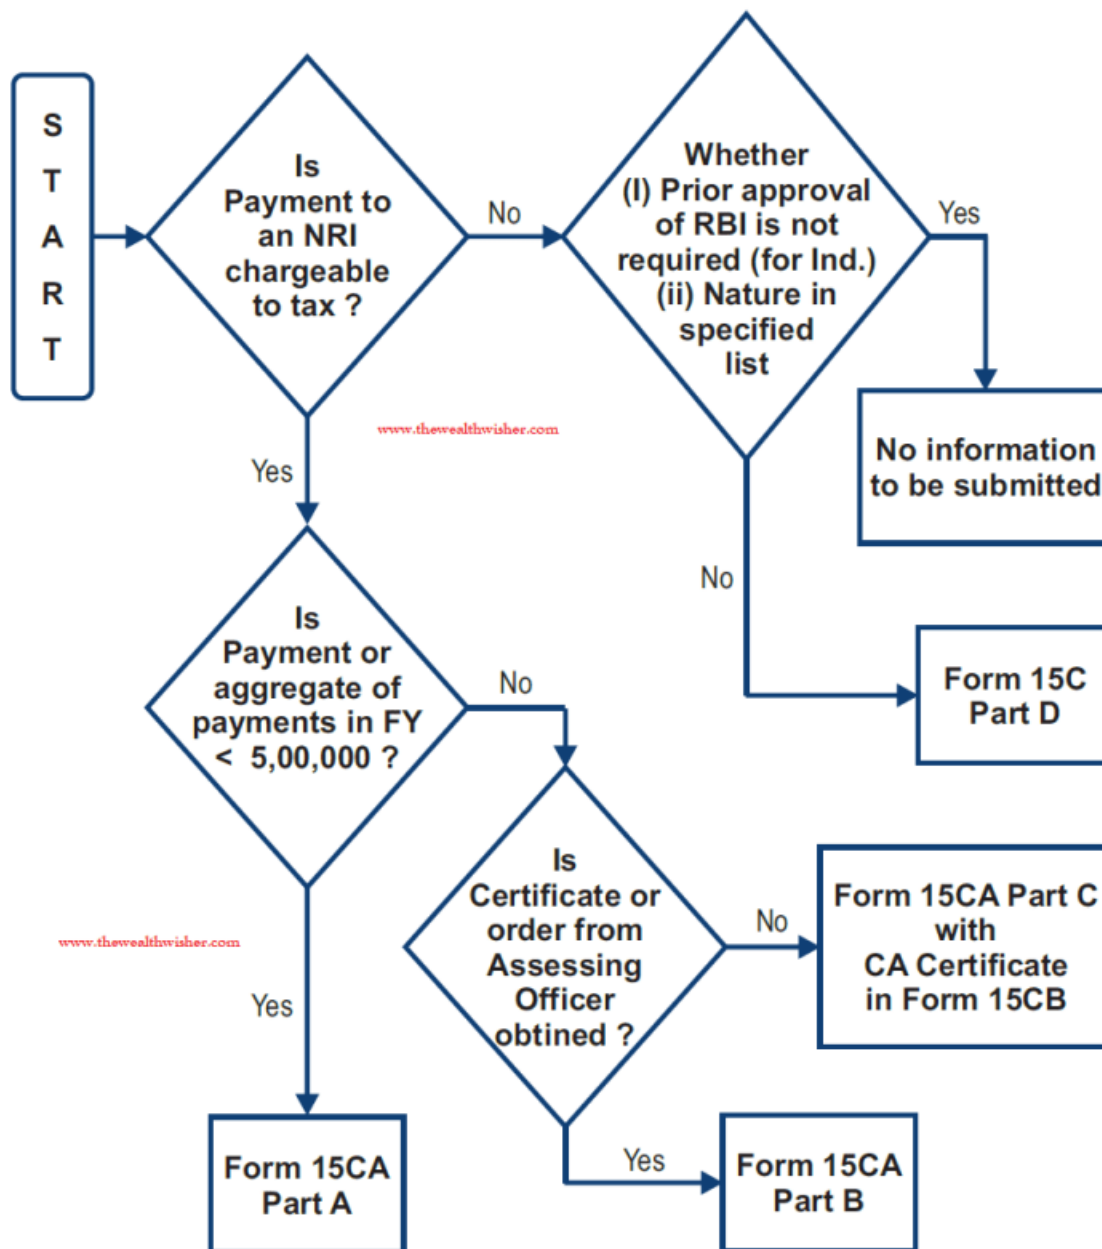 S
T
A
R
T
Is
Payment to
an NRI
chargeable
to tax ?
No
Whether
(I) Prior approval
of RBI is not
required (for Ind.)
(ii) Nature in
specified
list
Yes
No information
to be submitted
www.thewealthwisher.com
Yes
No
Form 15C
Part D
Is
Payment or
aggregate of
payments in FY
< 5,00,000 ?
No
Is
Certificate or
order from
Assessing
Officer
obtined ?
No
Form 15CA Part C
with
CA Certificate
in Form 15CB
www.thewealthwisher.com
Yes
Form 15CA
Part A
Yes
Form 15CA
Part B